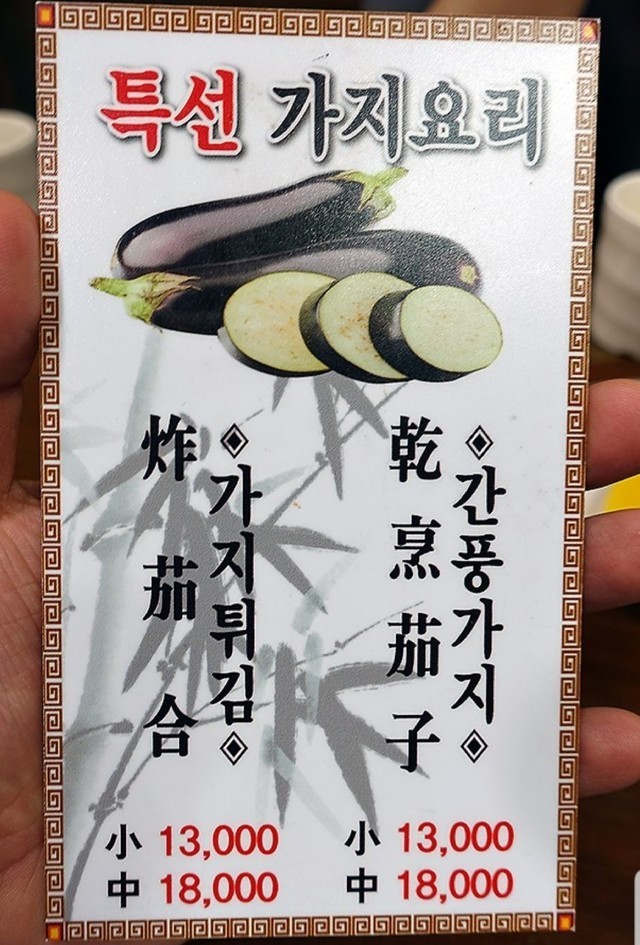 특선 가지요리
◈간풍가지◈
乾烹茄子
小 13,000
中 18,000
◈가지튀김◈
炸茄合
小 13,000
中 18,000